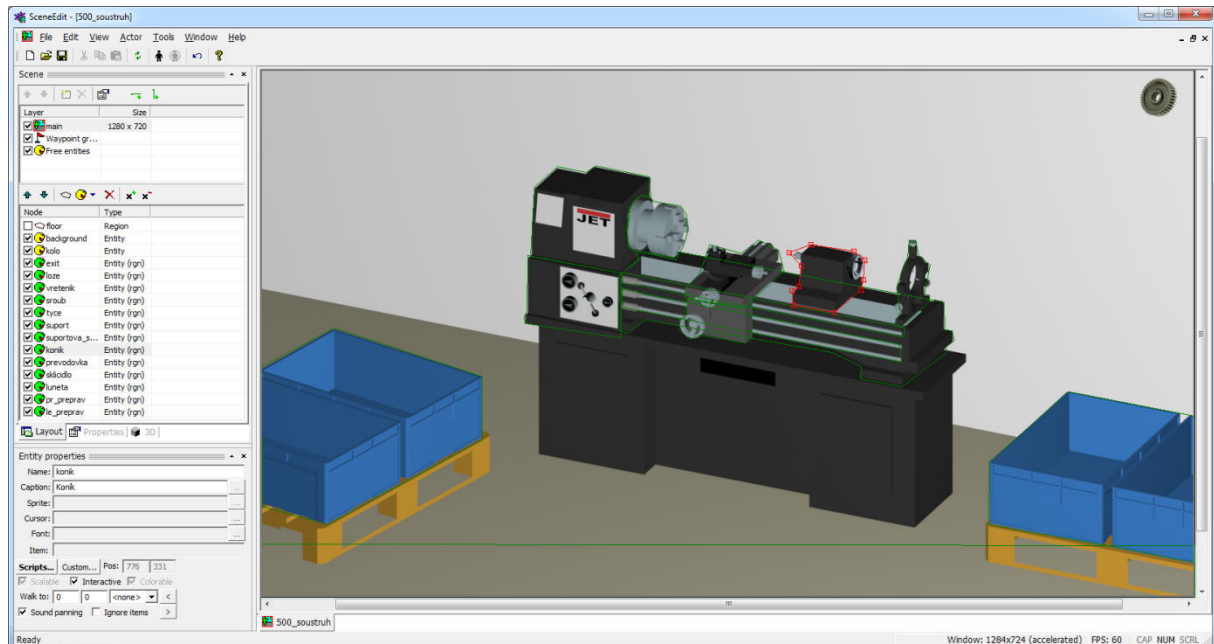 SceneEdit - [500_soustruh]
File Edit View Actor Tools Window Help
Scene
Layer Size
main 1280 x 720
Waypoint gr...
Free entities
Node Type
floor Region
background Entity
kolo Entity
exit Entity (rgn)
loze Entity (rgn)
vretenik Entity (rgn)
sroub Entity (rgn)
tyce Entity (rgn)
suport Entity (rgn)
suportova_s... Entity (rgn)
konik Entity (rgn)
prevodovka Entity (rgn)
sklicidlo Entity (rgn)
luneta Entity (rgn)
pr_preprav Entity (rgn)
le_preprav Entity (rgn)
Layout Properties 3D
Entity properties
Name: konik
Caption: Koník
Sprite:
Cursor:
Font:
Item:
Scripts... Custom... Pos: 776 331
Scalable Interactive Colorable
Walk to: 0 0 <none> <
Sound panning Ignore items >
JET
500_soustruh
Ready
Window: 1284x724 (accelerated) FPS: 60 CAP NUM SCRL